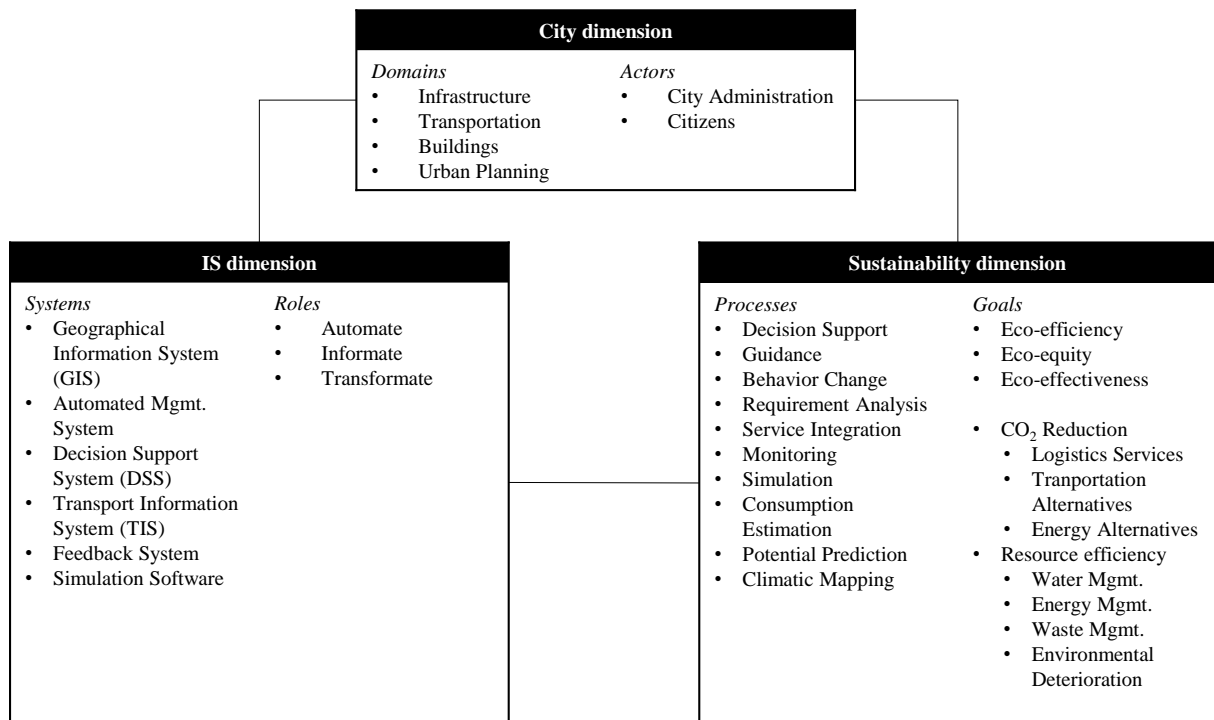 City dimension
Domains
• Infrastructure
• Transportation
• Buildings
• Urban Planning
Actors
• City Administration
• Citizens
IS dimension
Systems
• Geographical
Information System
(GIS)
• Automated Mgmt.
System
• Decision Support
System (DSS)
• Transport Information
System (TIS)
• Feedback System
• Simulation Software
Roles
• Automate
• Informate
• Transformate
Sustainability dimension
Processes
• Decision Support
• Guidance
• Behavior Change
• Requirement Analysis
• Service Integration
• Monitoring
• Simulation
• Consumption
Estimation
• Potential Prediction
• Climatic Mapping
Goals
• Eco-efficiency
• Eco-equity
• Eco-effectiveness
• CO₂ Reduction
• Logistics Services
• Tranportation
Alternatives
• Energy Alternatives
• Resource efficiency
• Water Mgmt.
• Energy Mgmt.
• Waste Mgmt.
• Environmental
Deterioration